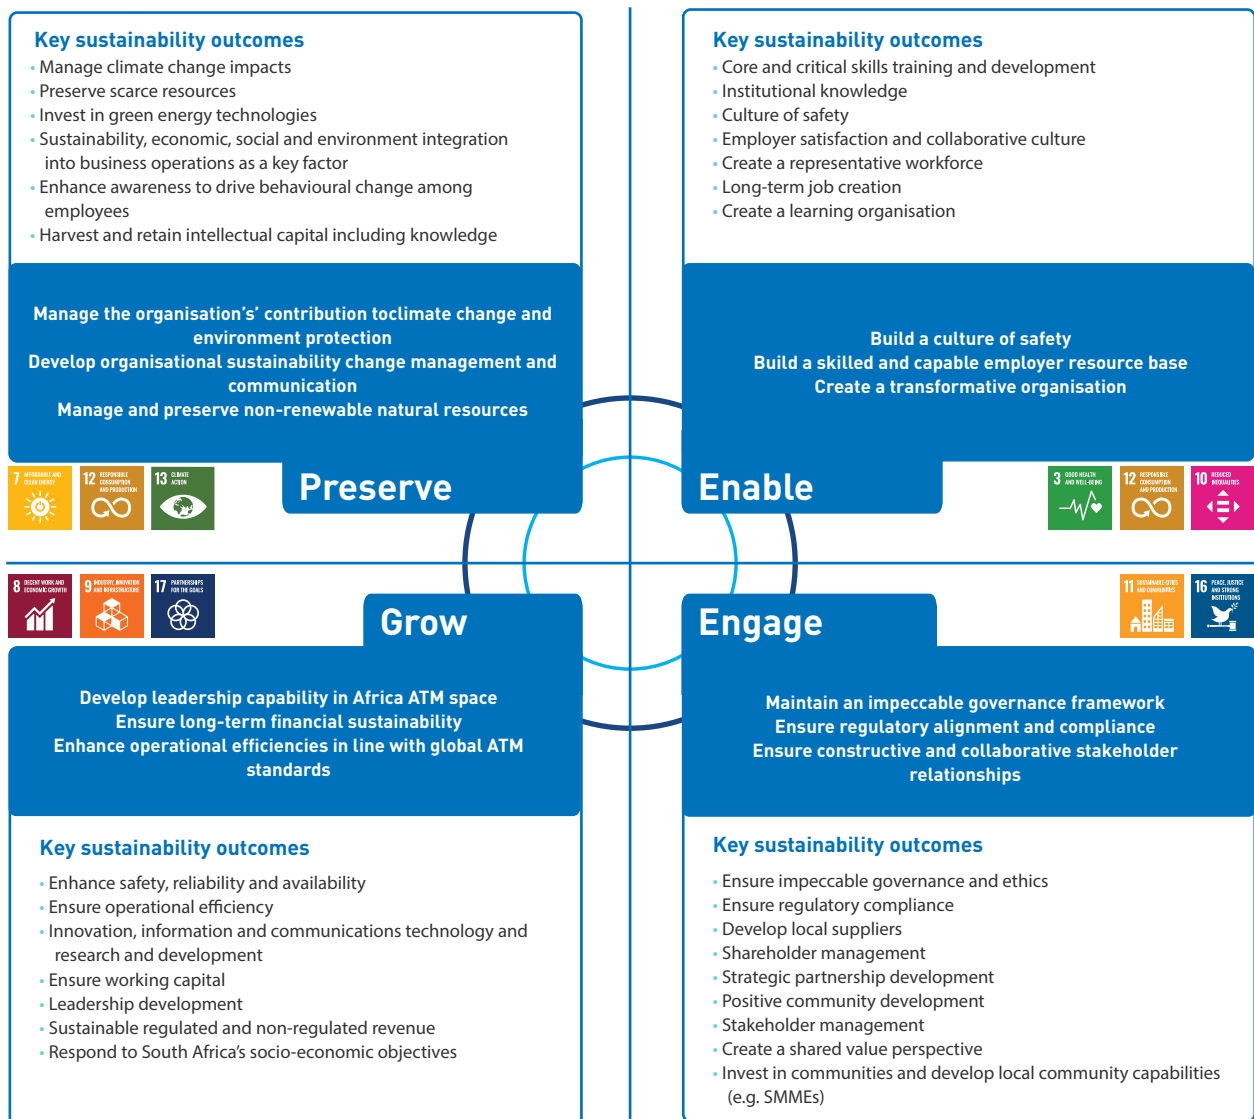 Key sustainability outcomes
• Manage climate change impacts
• Preserve scarce resources
• Invest in green energy technologies
• Sustainability, economic, social and environment integration
into business operations as a key factor
• Enhance awareness to drive behavioural change among
employees
• Harvest and retain intellectual capital including knowledge
Manage the organisation's' contribution toclimate change and
environment protection
Develop organisational sustainability change management and
communication
Manage and preserve non-renewable natural resources
7 AFFORDABLE AND
CLEAN ENERGY
12 RESPONSIBLE
CONSUMPTION
AND PRODUCTION
13 CLIMATE
ACTION
Preserve
Key sustainability outcomes
• Core and critical skills training and development
• Institutional knowledge
• Culture of safety
• Employer satisfaction and collaborative culture
• Create a representative workforce
• Long-term job creation
• Create a learning organisation
Build a culture of safety
Build a skilled and capable employer resource base
Create a transformative organisation
Enable
3 GOOD HEALTH
AND WELL-BEING
12 RESPONSIBLE
CONSUMPTION
AND PRODUCTION
10 REDUCED
INEQUALITIES
8 DECENT WORK AND
ECONOMIC GROWTH
9 INDUSTRY, INNOVATION
AND INFRASTRUCTURE
17 PARTNERSHIPS
FOR THE GOALS
Grow
Develop leadership capability in Africa ATM space
Ensure long-term financial sustainability
Enhance operational efficiencies in line with global ATM
standards
Key sustainability outcomes
• Enhance safety, reliability and availability
• Ensure operational efficiency
• Innovation, information and communications technology and
research and development
• Ensure working capital
• Leadership development
• Sustainable regulated and non-regulated revenue
• Respond to South Africa's socio-economic objectives
Engage
11 SUSTAINABLE CITIES
AND COMMUNITIES
16 PEACE, JUSTICE
AND STRONG
INSTITUTIONS
Maintain an impeccable governance framework
Ensure regulatory alignment and compliance
Ensure constructive and collaborative stakeholder
relationships
Key sustainability outcomes
• Ensure impeccable governance and ethics
• Ensure regulatory compliance
• Develop local suppliers
• Shareholder management
• Strategic partnership development
• Positive community development
• Stakeholder management
• Create a shared value perspective
• Invest in communities and develop local community capabilities
(e.g. SMMEs)